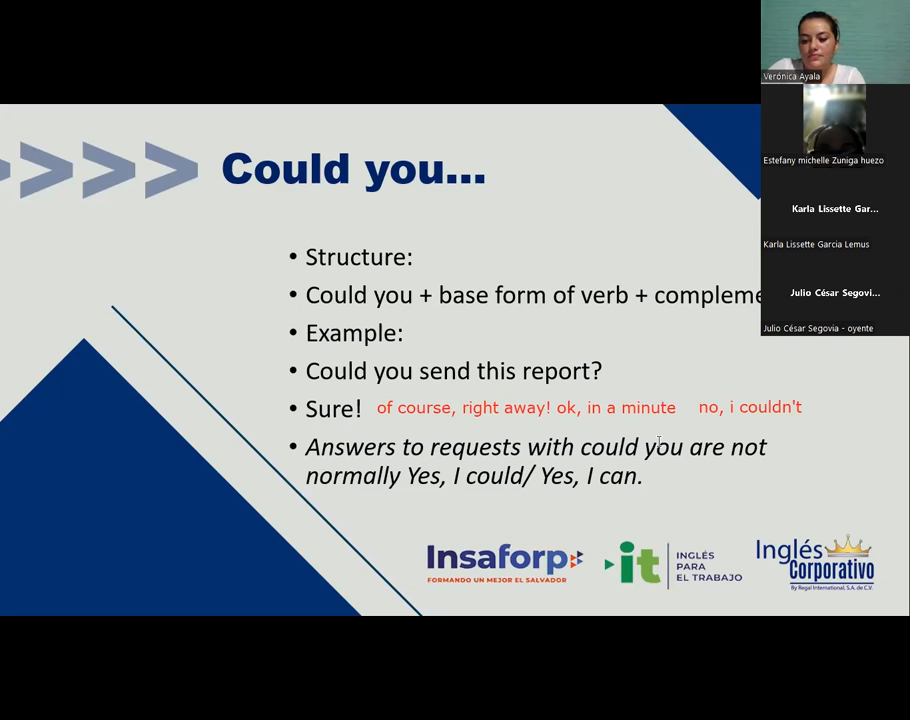 Verónica Ayala
Estefany michelle Zuniga huezo
Karla Lissette Gar...
Karla Lissette Garcia Lemus
Julio César Segovi...
Julio César Segovia - oyente
Could you...
• Structure:
• Could you + base form of verb + compleme
• Example:
• Could you send this report?
• Sure! of course, right away! ok, in a minute no, i couldn't
• Answers to requests with could you are not
normally Yes, I could/ Yes, I can.
Insaforp
FORMANDO UN MEJOR EL SALVADOR
it
INGLÉS
PARA
EL TRABAJO
Inglés
Corporativo
By Regal International, S.A. de C.V.